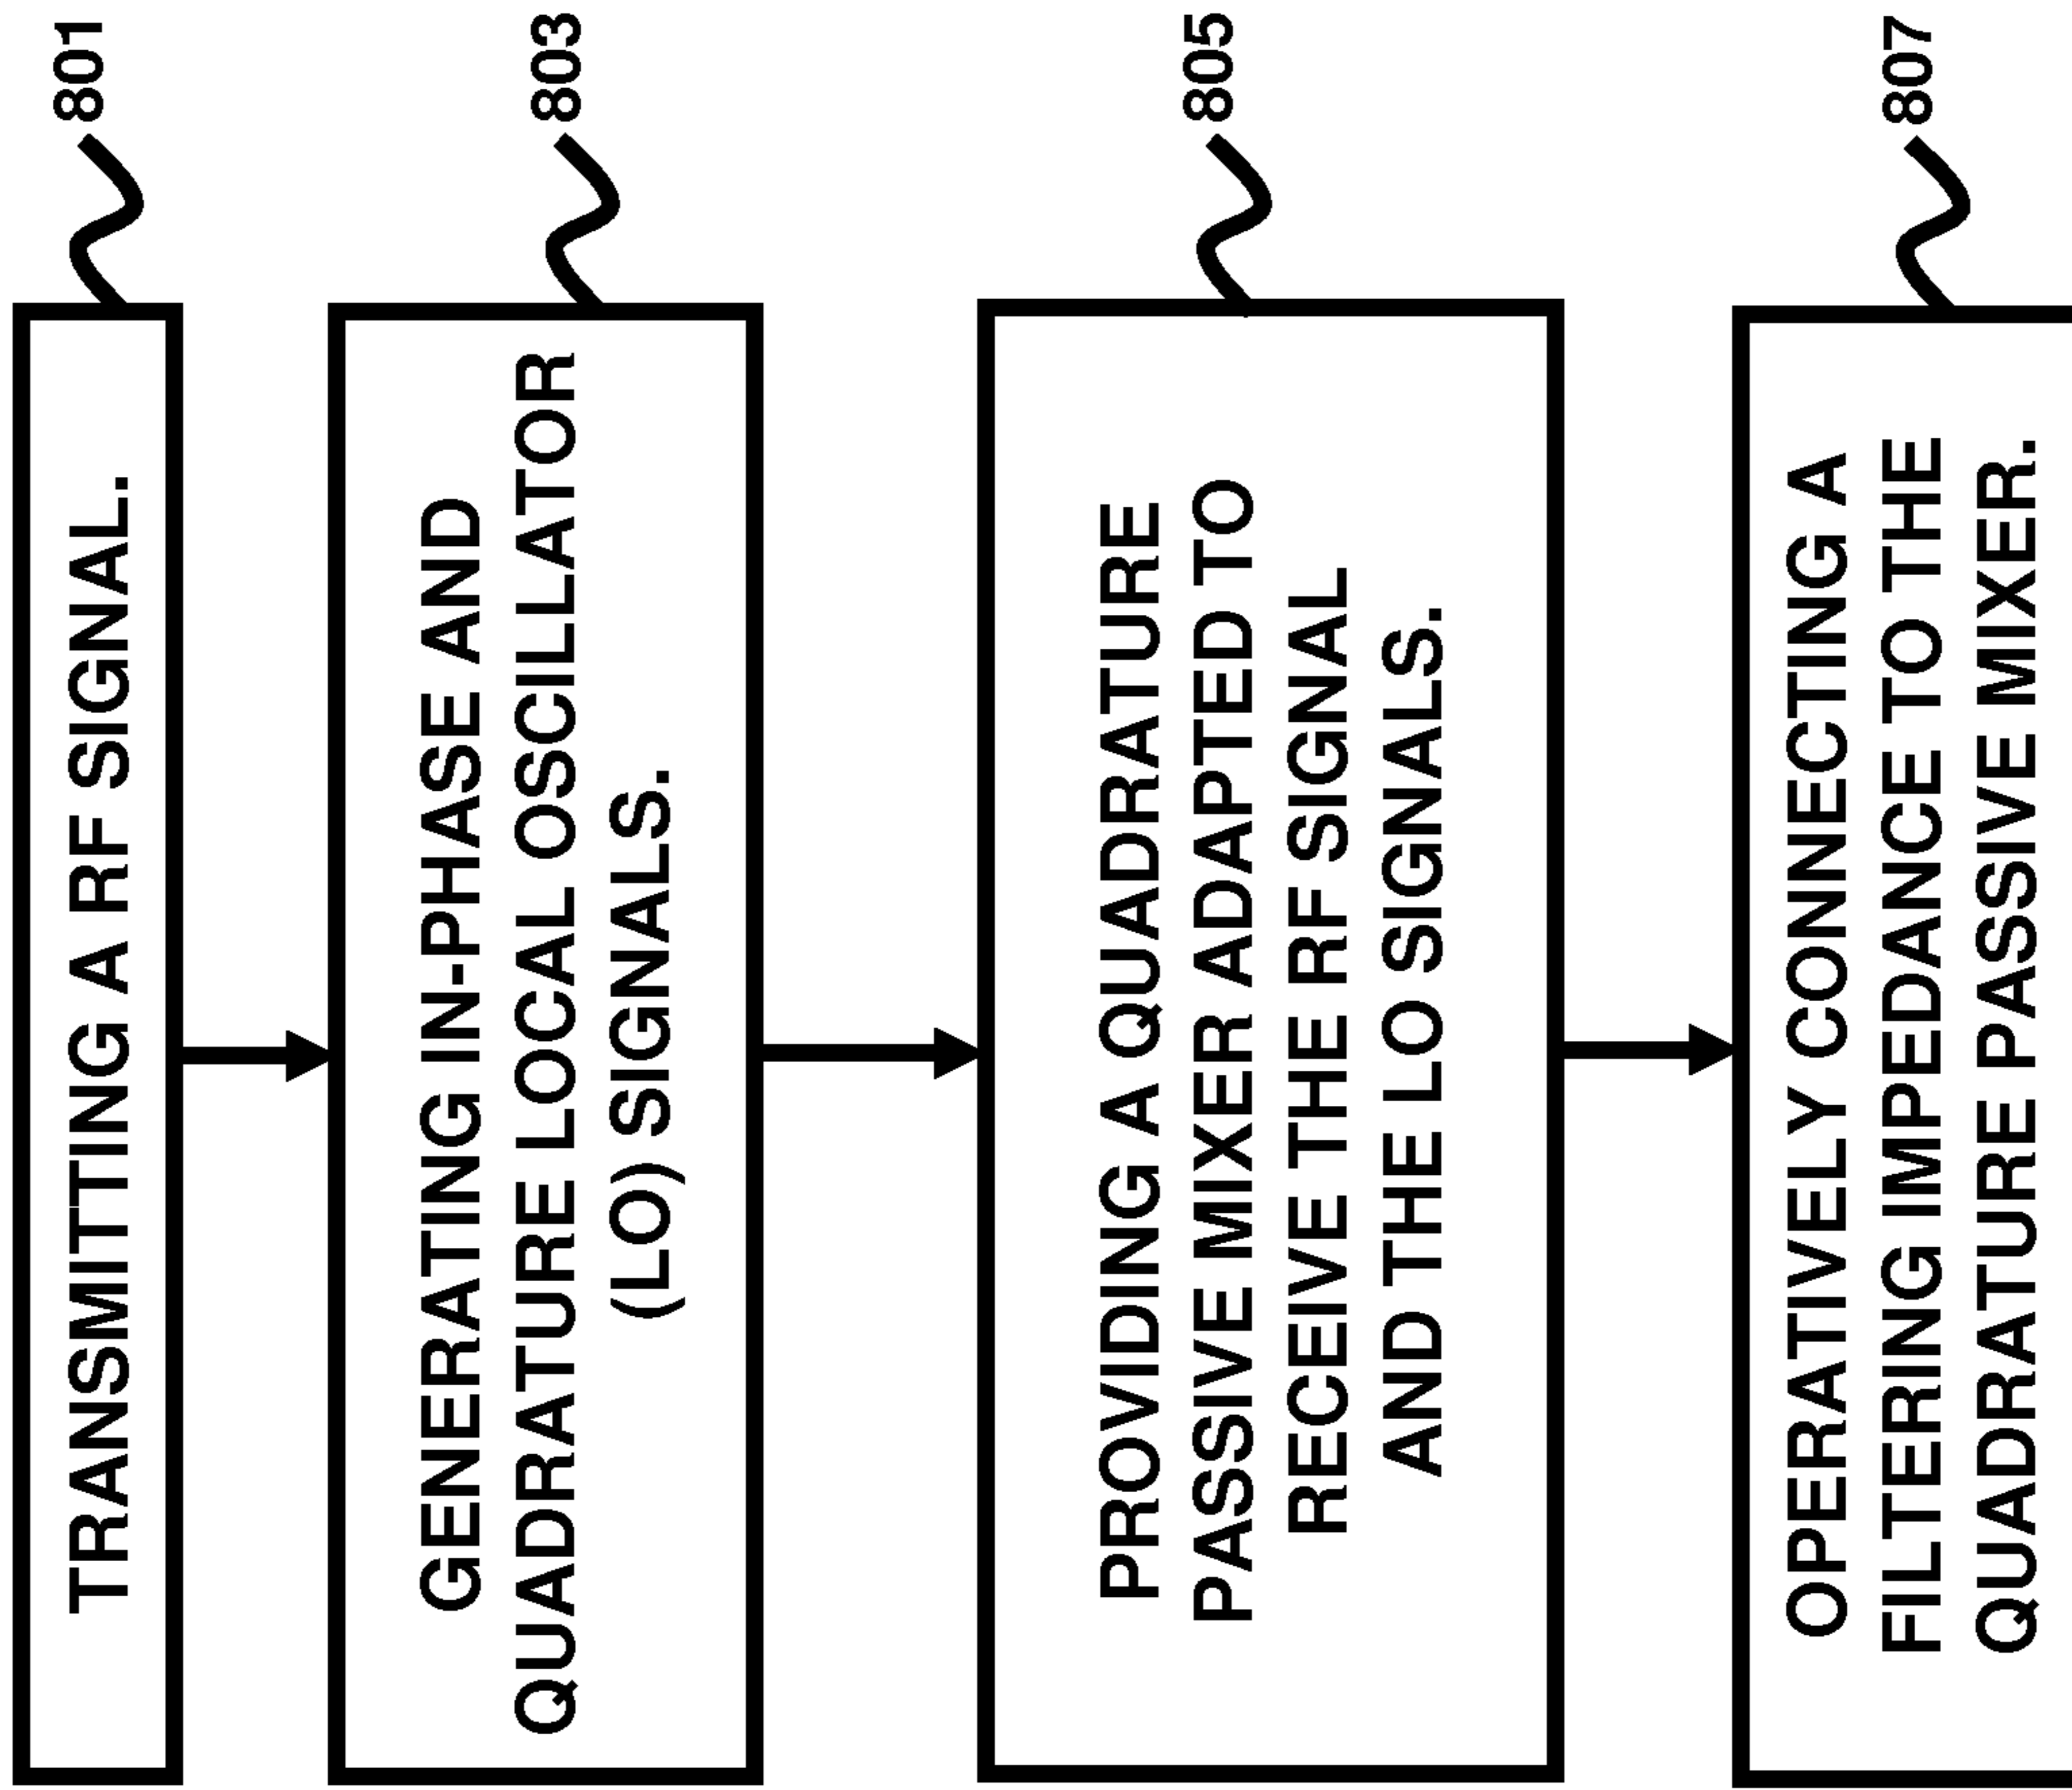 TRANSMITTING A RF SIGNAL.
801
GENERATING IN-PHASE AND
QUADRATURE LOCAL OSCILLATOR
(LO) SIGNALS.
803
PROVIDING A QUADRATURE
PASSIVE MIXER ADAPTED TO
RECEIVE THE RF SIGNAL
AND THE LO SIGNALS.
805
OPERATIVELY CONNECTING A
FILTERING IMPEDANCE TO THE
QUADRATURE PASSIVE MIXER.
807